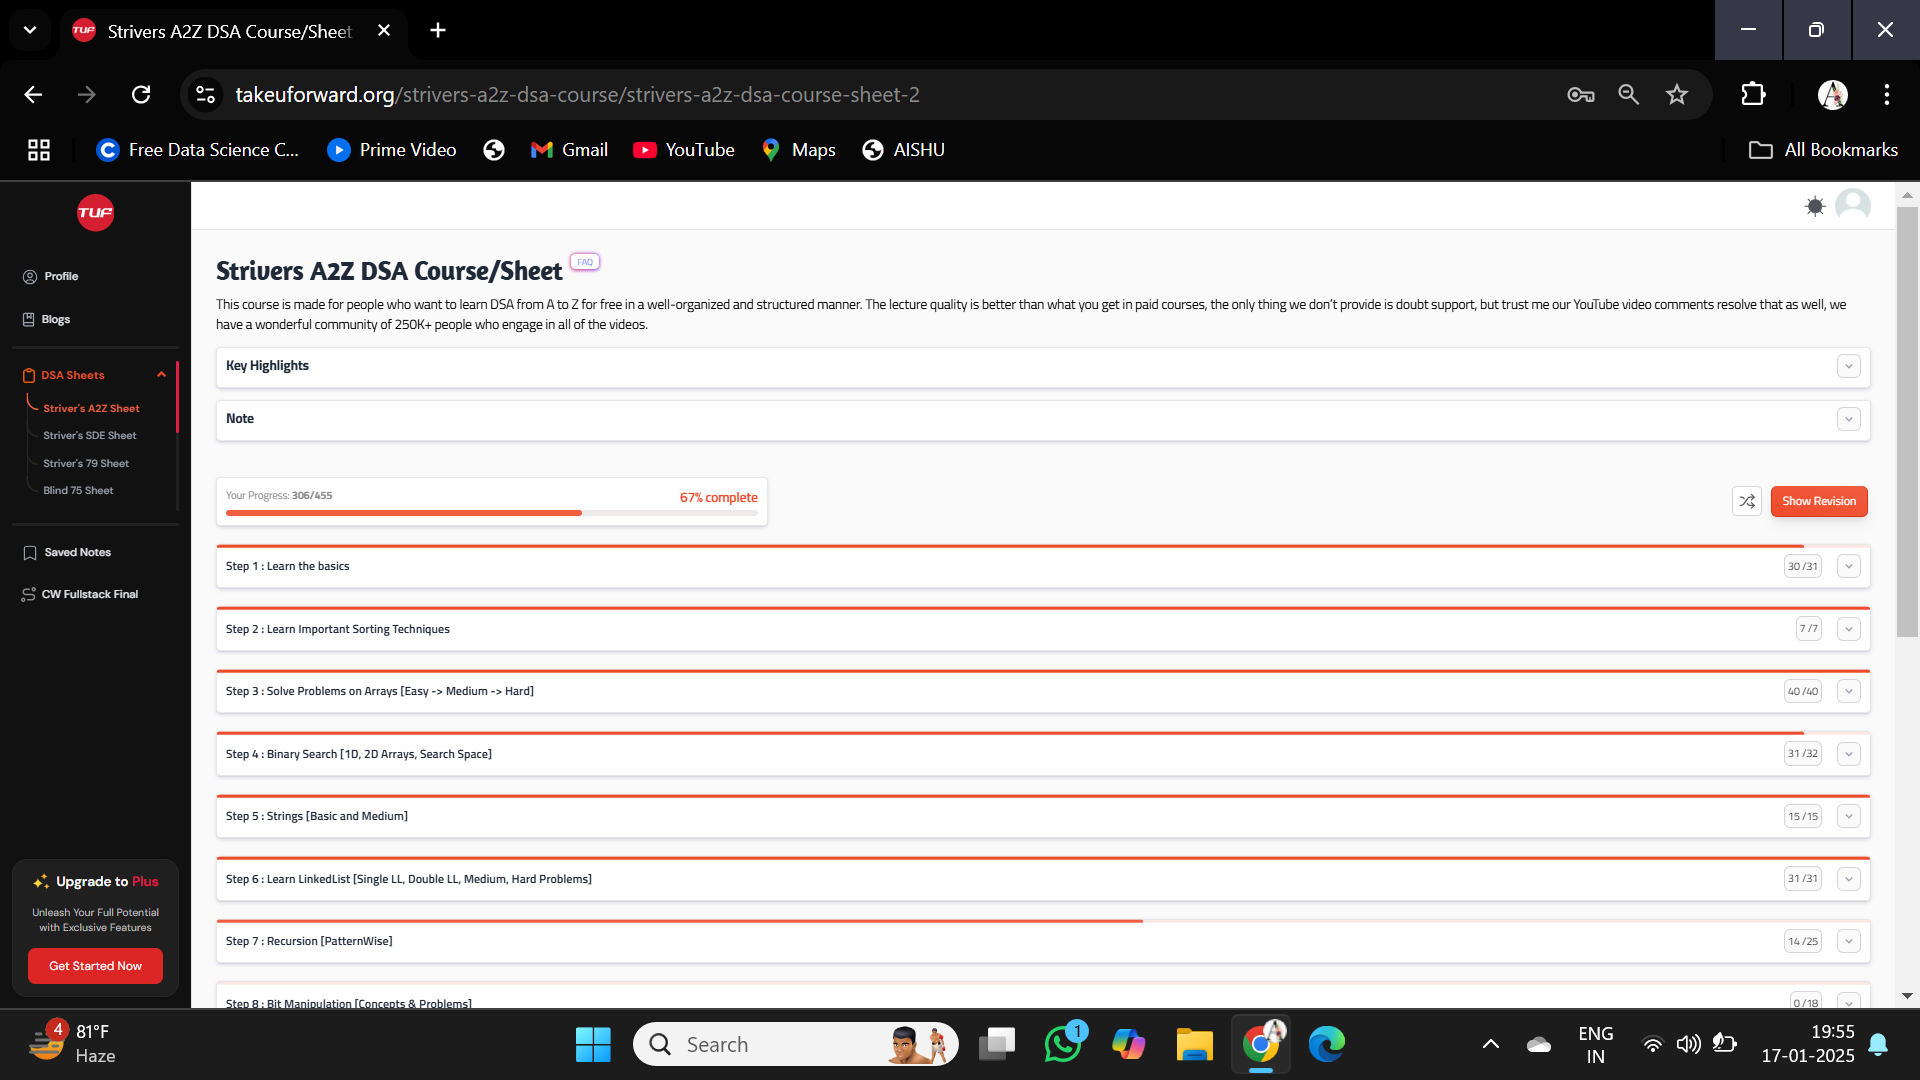 TUF
Strivers A2Z DSA Course/Sheet
takeuforward.org/strivers-a2z-dsa-course/strivers-a2z-dsa-course-sheet-2
Free Data Science C...
Prime Video
Gmail
YouTube
Maps
AISHU
All Bookmarks
TUF
Profile
Blogs
DSA Sheets
Striver's A2Z Sheet
Striver's SDE Sheet
Striver's 79 Sheet
Blind 75 Sheet
Saved Notes
CW Fullstack Final
Upgrade to Plus
Unleash Your Full Potential
with Exclusive Features
Get Started Now
Strivers A2Z DSA Course/Sheet
FAQ
This course is made for people who want to learn DSA from A to Z for free in a well-organized and structured manner. The lecture quality is better than what you get in paid courses, the only thing we don't provide is doubt support, but trust me our YouTube video comments resolve that as well, we
have a wonderful community of 250K+ people who engage in all of the videos.
Key Highlights
Note
Your Progress: 306/455
67% complete
Show Revision
Step 1 : Learn the basics
30 /31
Step 2 : Learn Important Sorting Techniques
7 /7
Step 3 : Solve Problems on Arrays [Easy -> Medium -> Hard]
40 /40
Step 4 : Binary Search [1D, 2D Arrays, Search Space]
31 /32
Step 5 : Strings [Basic and Medium]
15 /15
Step 6 : Learn LinkedList [Single LL, Double LL, Medium, Hard Problems]
31 /31
Step 7 : Recursion [PatternWise]
14 /25
Step 8 : Bit Manipulation [Concepts & Problems]
0 /18
4
81°F
Haze
Search
1
ENG
IN
19:55
17-01-2025